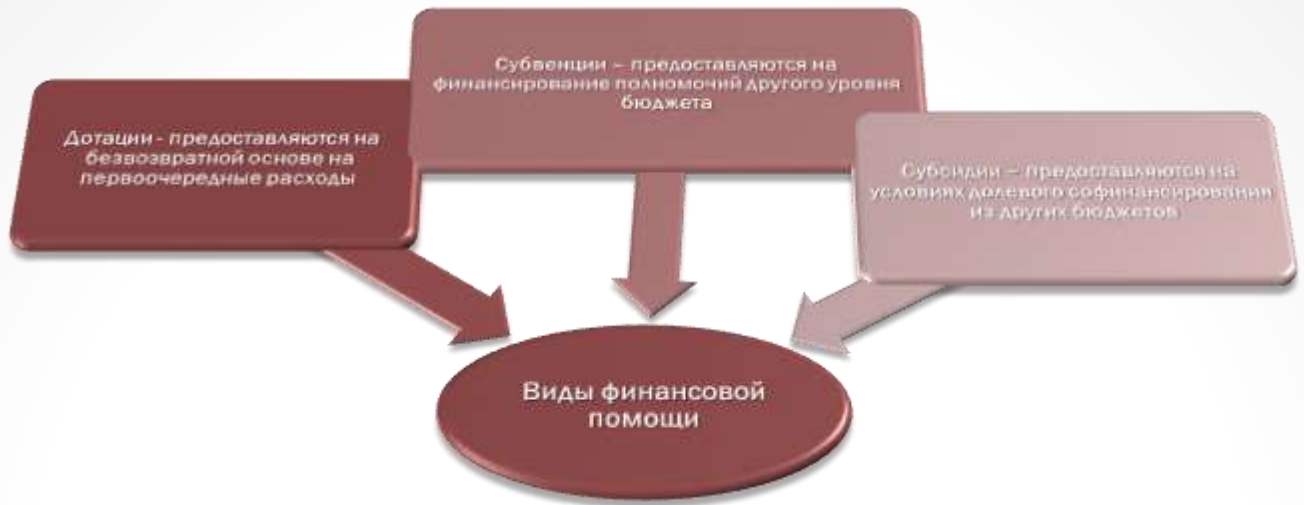 Субвенции – предоставляются на
финансирование полномочий другого уровня
бюджета
Дотации - предоставляются на
безвозвратной основе на
первоочередные расходы
Субсидии – предоставляются на
условиях долевого софинансирования
из других бюджетов
Виды финансовой
помощи